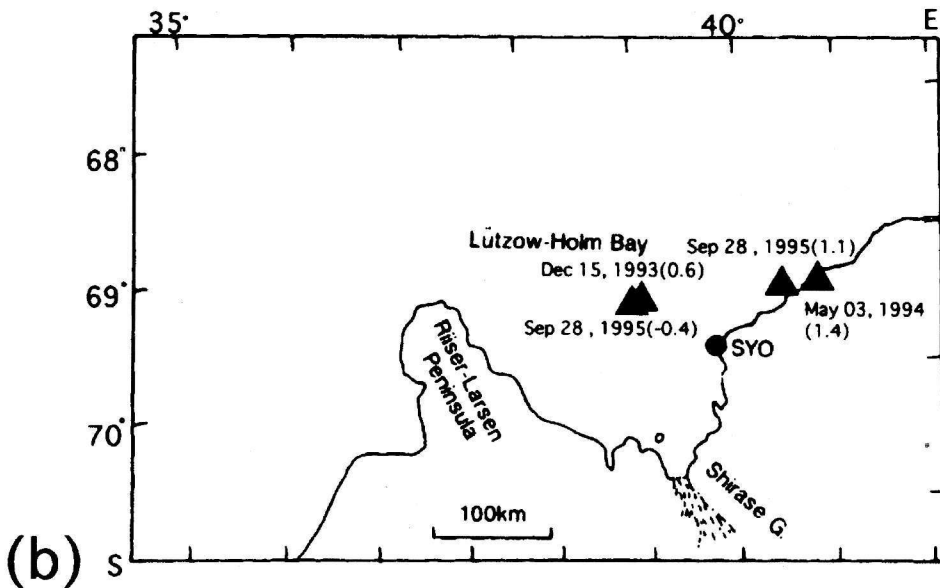 35° 40° E
68°
Lützow-Holm Bay
Sep 28, 1995(1.1)
Dec 15, 1993(0.6)
69°
May 03, 1994
(1.4)
Sep 28, 1995(-0.4)
SYO
Riiser-Larsen
Peninsula
70°
Shirase G.
100km
S
(b)